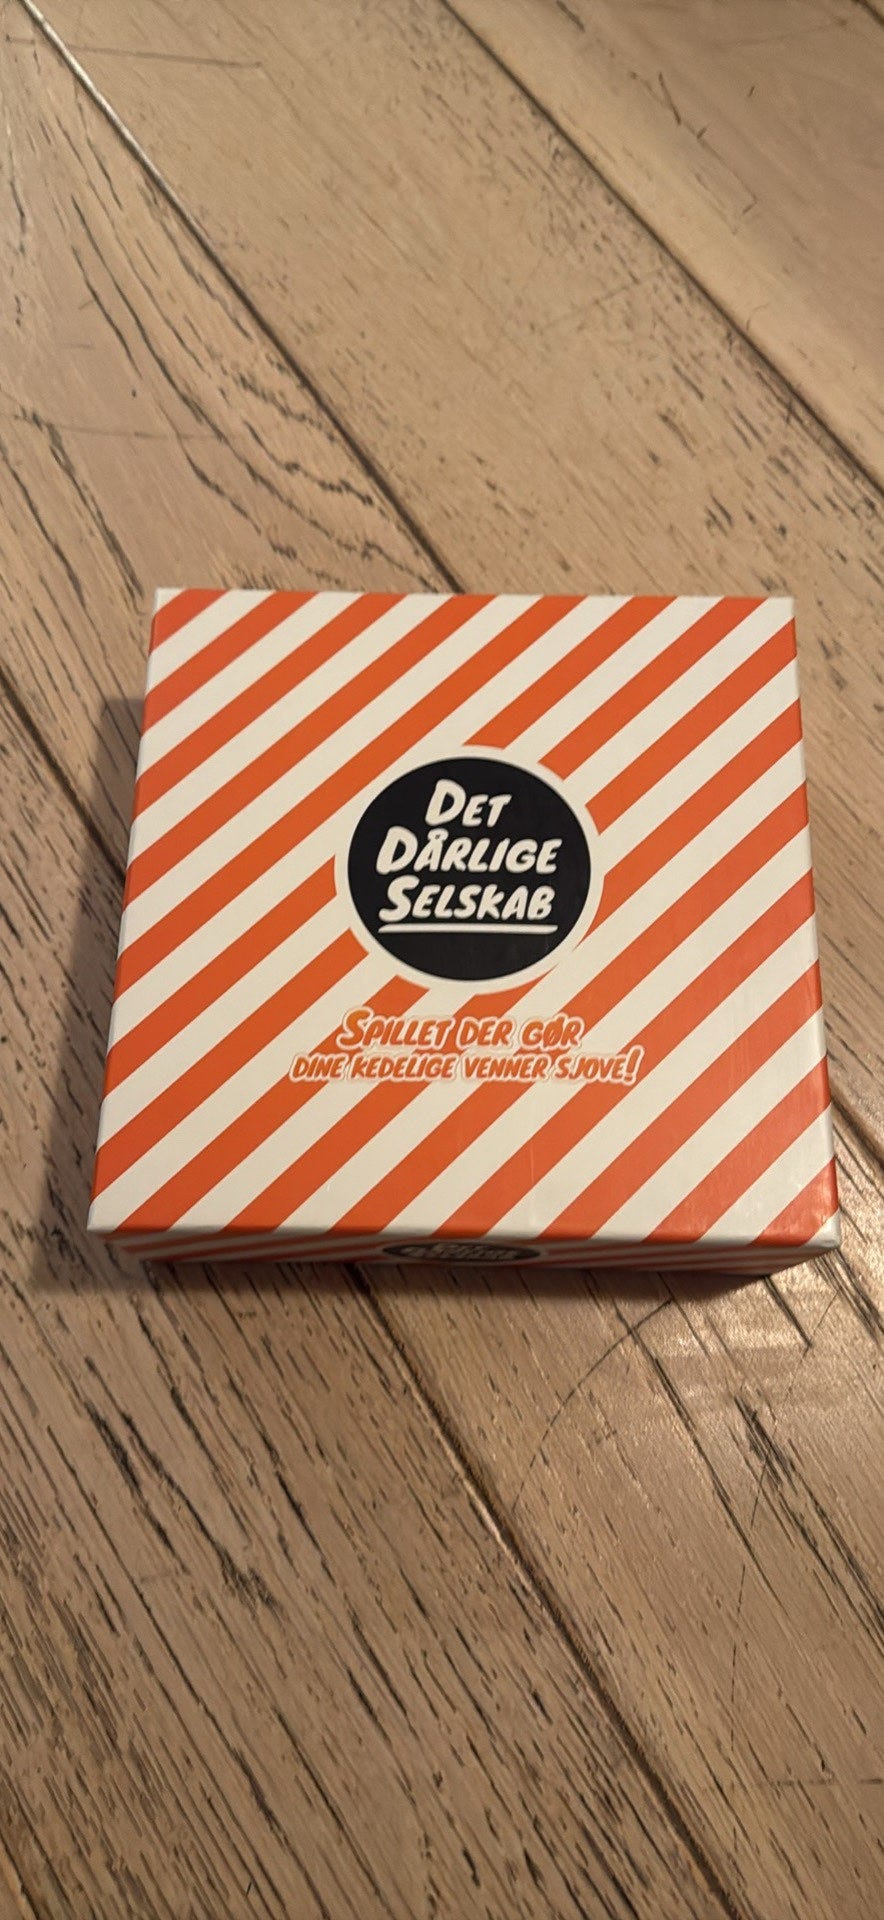 DET
DÅRLIGE
SELSKAB
SPILLET DER GØR
DINE KEDELIGE VENNER SJOVE!